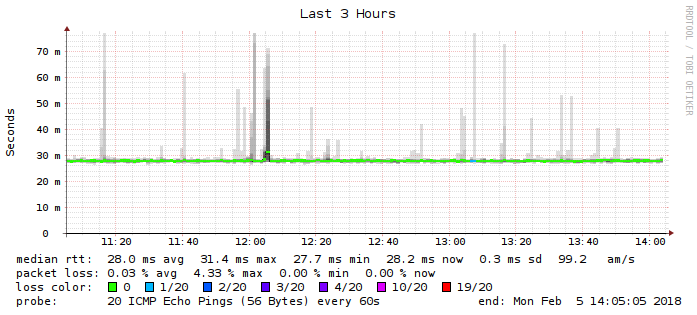 Last 3 Hours
RRDTOOL / TOBI OETIKER
Seconds
70 m
60 m
50 m
40 m
30 m
20 m
10 m
0
11:20 11:40 12:00 12:20 12:40 13:00 13:20 13:40 14:00
median rtt: 28.0 ms avg 31.4 ms max 27.7 ms min 28.2 ms now 0.3 ms sd 99.2 am/s
packet loss: 0.03 % avg 4.33 % max 0.00 % min 0.00 % now
loss color: 0 1/20 2/20 3/20 4/20 10/20 19/20
probe: 20 ICMP Echo Pings (56 Bytes) every 60s end: Mon Feb 5 14:05:05 2018